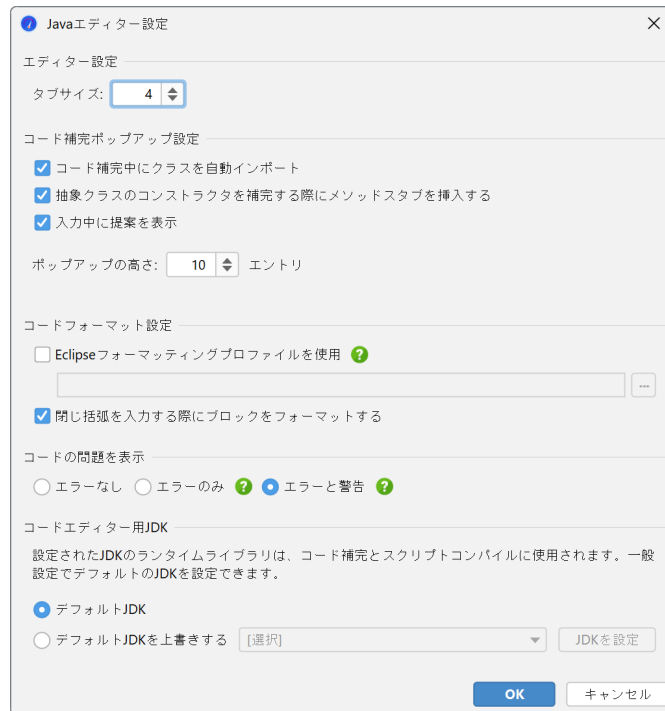 Javaエディター設定
エディター設定
タブサイズ: 4
コード補完ポップアップ設定
コード補完中にクラスを自動インポート
抽象クラスのコンストラクタを補完する際にメソッドスタブを挿入する
入力中に提案を表示
ポップアップの高さ: 10 エントリ
コードフォーマット設定
Eclipseフォーマッティングプロファイルを使用 ?
...
閉じ括弧を入力する際にブロックをフォーマットする
コードの問題を表示
エラーなし エラーのみ ? エラーと警告 ?
コードエディター用JDK
設定されたJDKのランタイムライブラリは、コード補完とスクリプトコンパイルに使用されます。一般
設定でデフォルトのJDKを設定できます。
デフォルトJDK
デフォルトJDKを上書きする [選択] JDKを設定
OK キャンセル